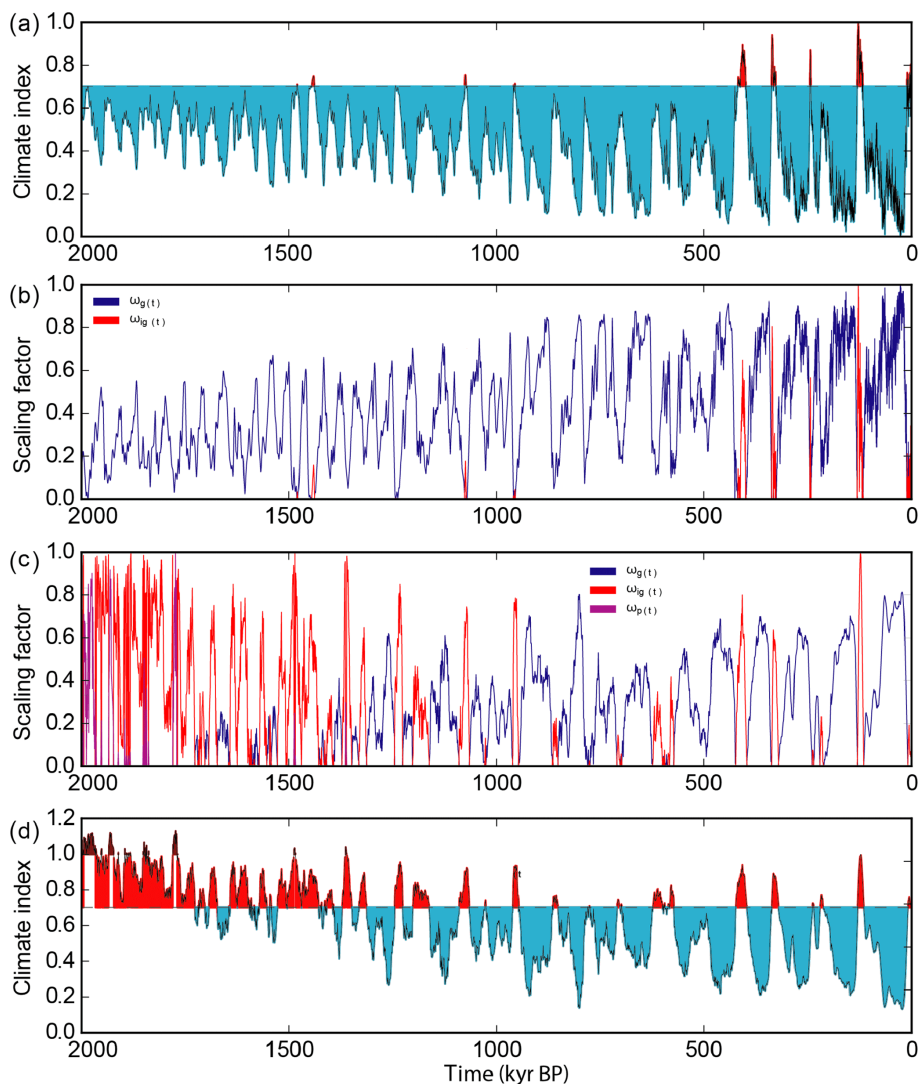 (a)
Climate index
1.0
0.8
0.6
0.4
0.2
0.0
2000 1500 1000 500 0
(b)
Scaling factor
1.0
0.8
0.6
0.4
0.2
0.0
ωg(t)
ωig (t)
2000 1500 1000 500 0
(c)
Scaling factor
1.0
0.8
0.6
0.4
0.2
0.0
ωg(t)
ωig(t)
ωp(t)
2000 1500 1000 500 0
(d)
Climate index
1.2
1.0
0.8
0.6
0.4
0.2
0.0
2000 1500 1000 500 0
Time (kyr BP)